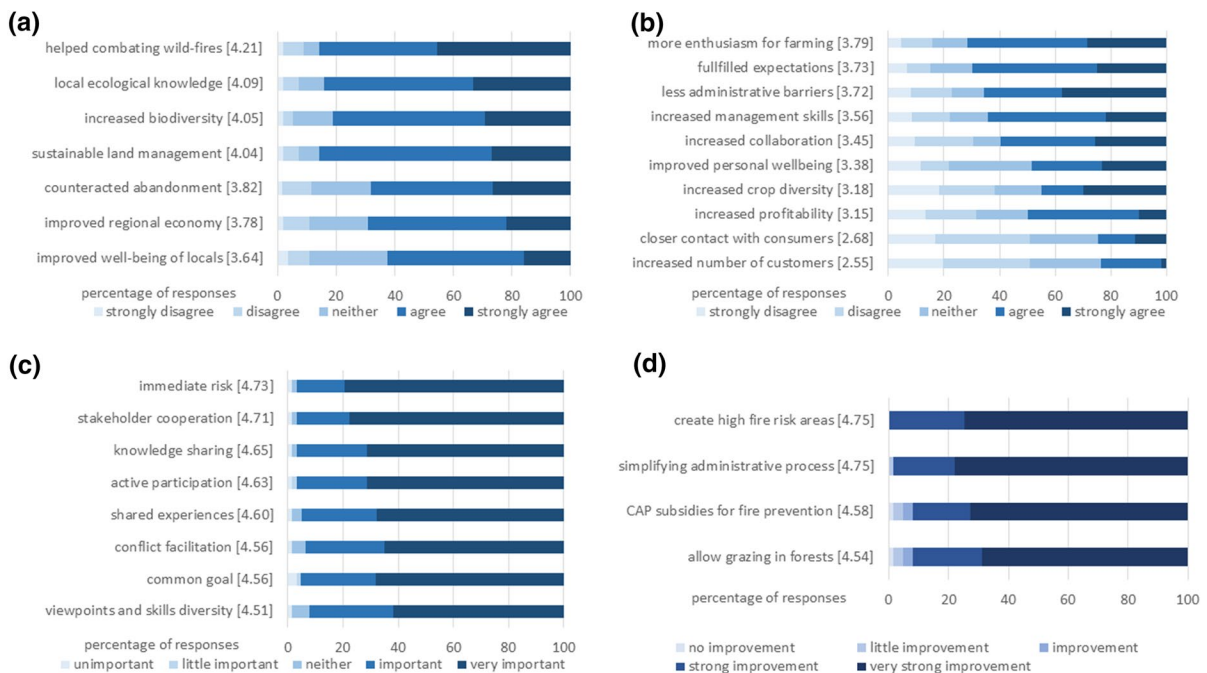 (a)
helped combating wild-fires [4.21]
local ecological knowledge [4.09]
increased biodiversity [4.05]
sustainable land management [4.04]
counteracted abandonment [3.82]
improved regional economy [3.78]
improved well-being of locals [3.64]
percentage of responses 0 20 40 60 80 100
strongly disagree disagree neither agree strongly agree
(b)
more enthusiasm for farming [3.79]
fullfilled expectations [3.73]
less administrative barriers [3.72]
increased management skills [3.56]
increased collaboration [3.45]
improved personal wellbeing [3.38]
increased crop diversity [3.18]
increased profitability [3.15]
closer contact with consumers [2.68]
increased number of customers [2.55]
percentage of responses 0 20 40 60 80 100
strongly disagree disagree neither agree strongly agree
(c)
immediate risk [4.73]
stakeholder cooperation [4.71]
knowledge sharing [4.65]
active participation [4.63]
shared experiences [4.60]
conflict facilitation [4.56]
common goal [4.56]
viewpoints and skills diversity [4.51]
percentage of responses 0 20 40 60 80 100
unimportant little important neither important very important
(d)
create high fire risk areas [4.75]
simplifying administrative process [4.75]
CAP subsidies for fire prevention [4.58]
allow grazing in forests [4.54]
percentage of responses 0 20 40 60 80 100
no improvement little improvement improvement
strong improvement very strong improvement